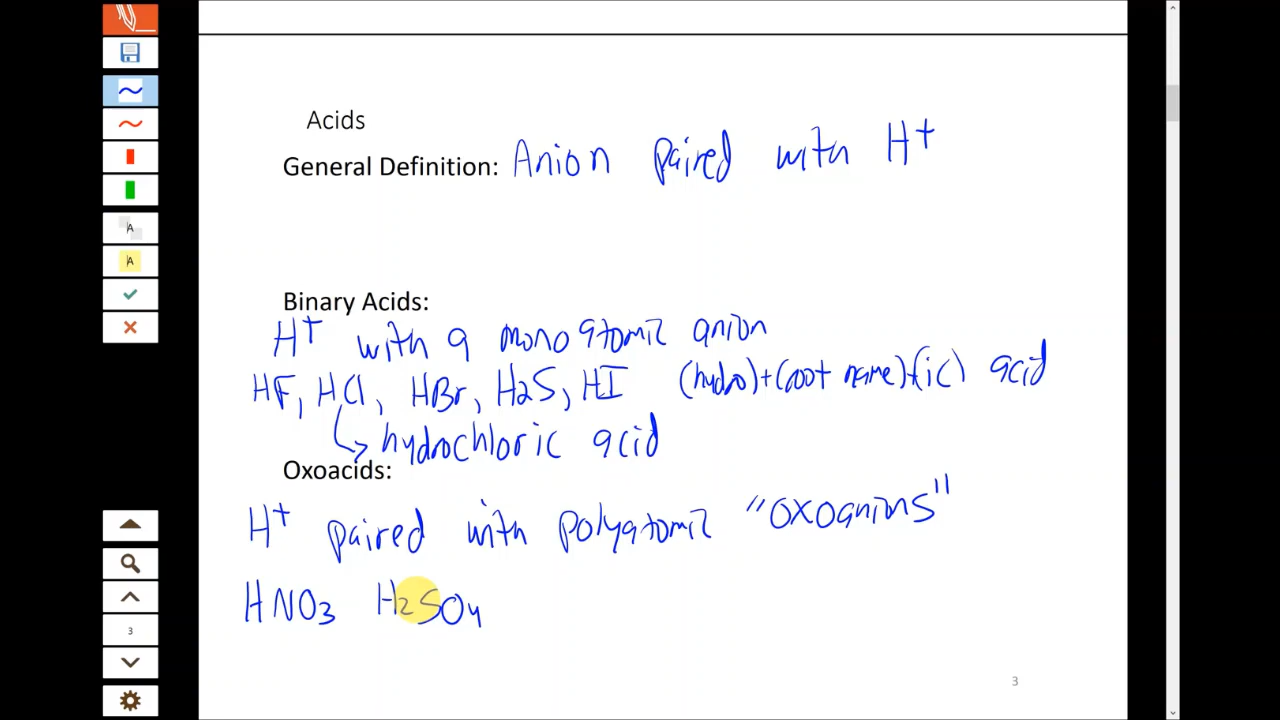 Acids
General Definition: Anion paired with H+
Binary Acids:
H+ with a monoatomic anion
HF, HCl, HBr, H2S, HI (hydro)+(root name)+(ic) acid
hydrochloric acid
Oxoacids:
H+ paired with polyatomic "oxoanions"
HNO3 H2SO4
3
3
A
A